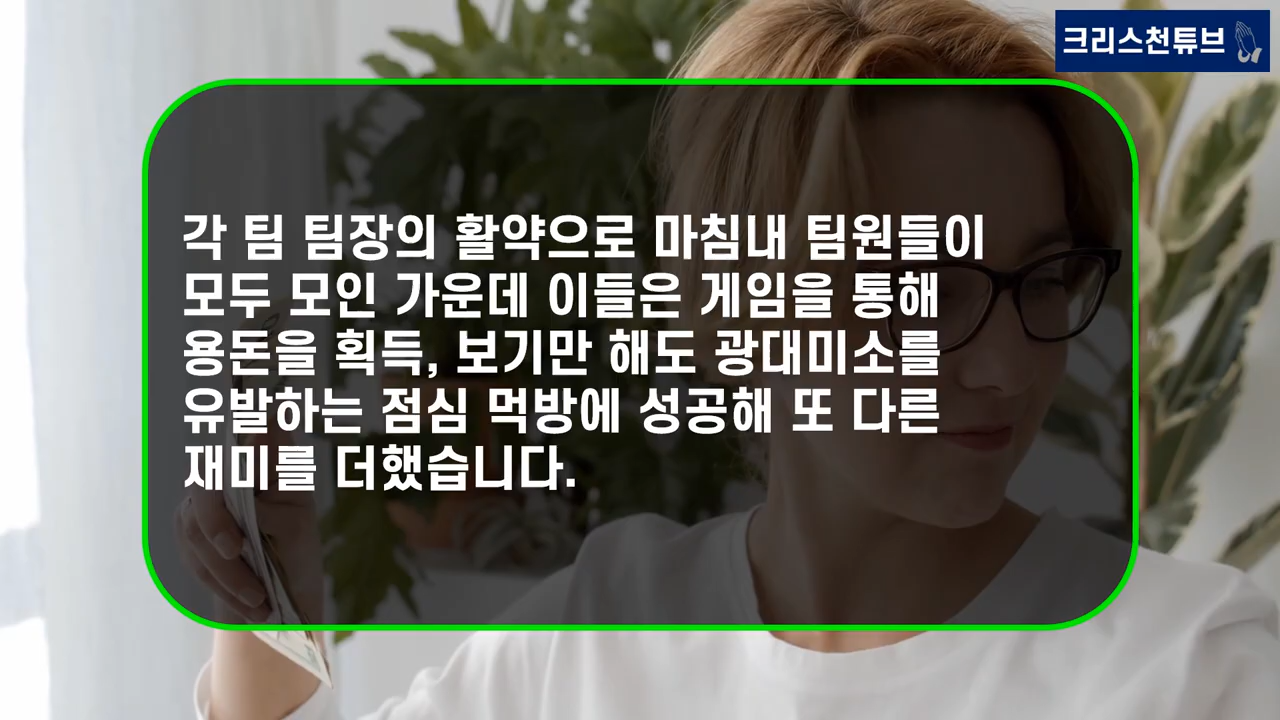 크리스천튜브
각 팀 팀장의 활약으로 마침내 팀원들이
모두 모인 가운데 이들은 게임을 통해
용돈을 획득, 보기만 해도 광대미소를
유발하는 점심 먹방에 성공해 또 다른
재미를 더했습니다.